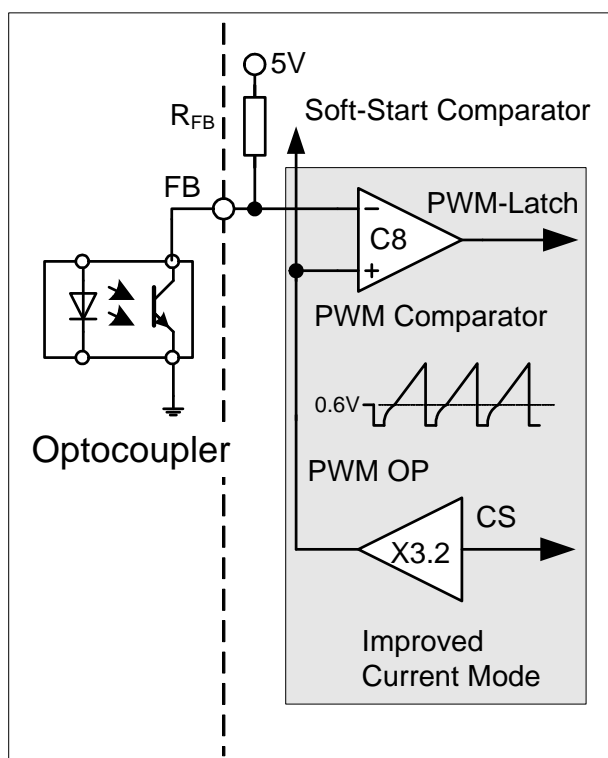 5V
R_FB
Soft-Start Comparator
FB
PWM-Latch
−
C8
+
PWM Comparator
0.6V
Optocoupler
PWM OP
CS
X3.2
Improved
Current Mode